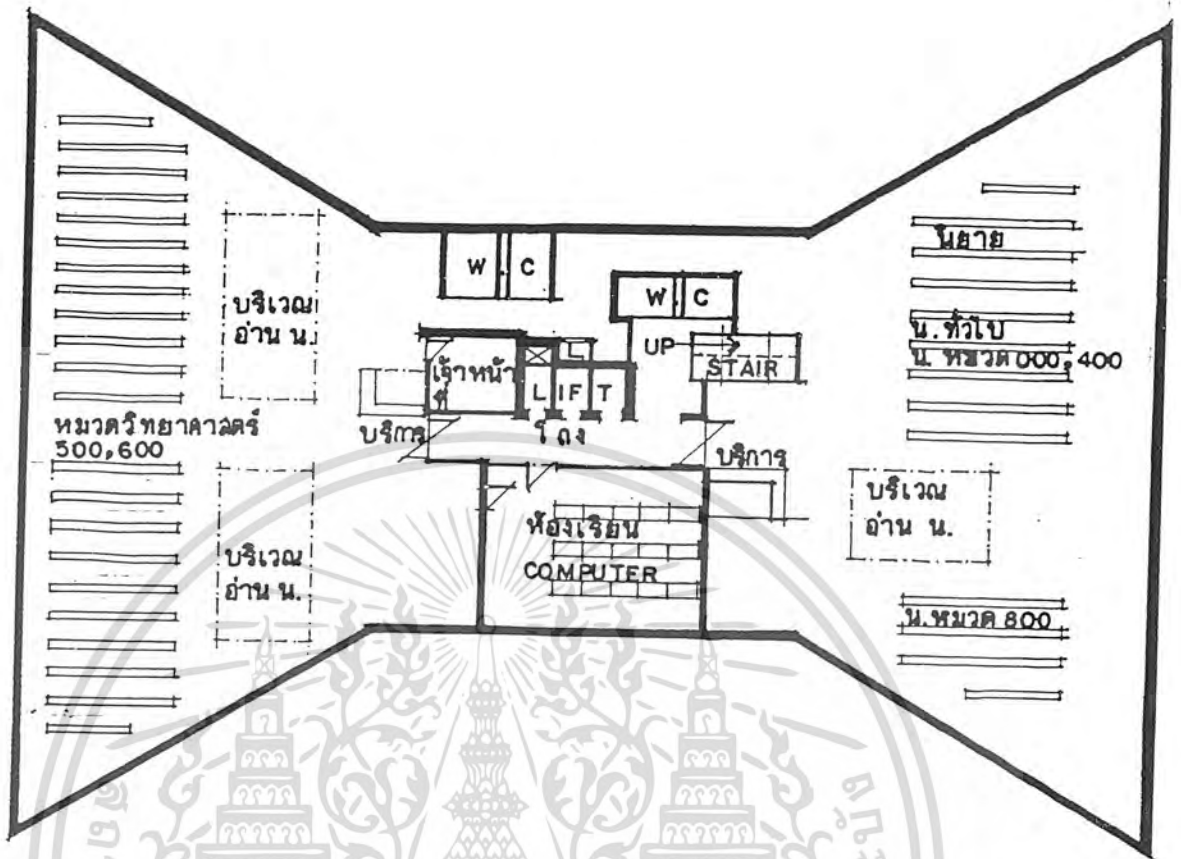 W C
W C
นิยาย
บริเวณ
อ่าน น.
UP
STAIR
น. ทั่วไป
น. หมวด 000, 400
เจ้าหน้า
ที่
L IF T
หมวดวิทยาศาสตร์
500,600
บริการ
โถง
บริการ
บริเวณ
อ่าน น.
ห้องเรียน
COMPUTER
บริเวณ
อ่าน น.
น.หมวด 800